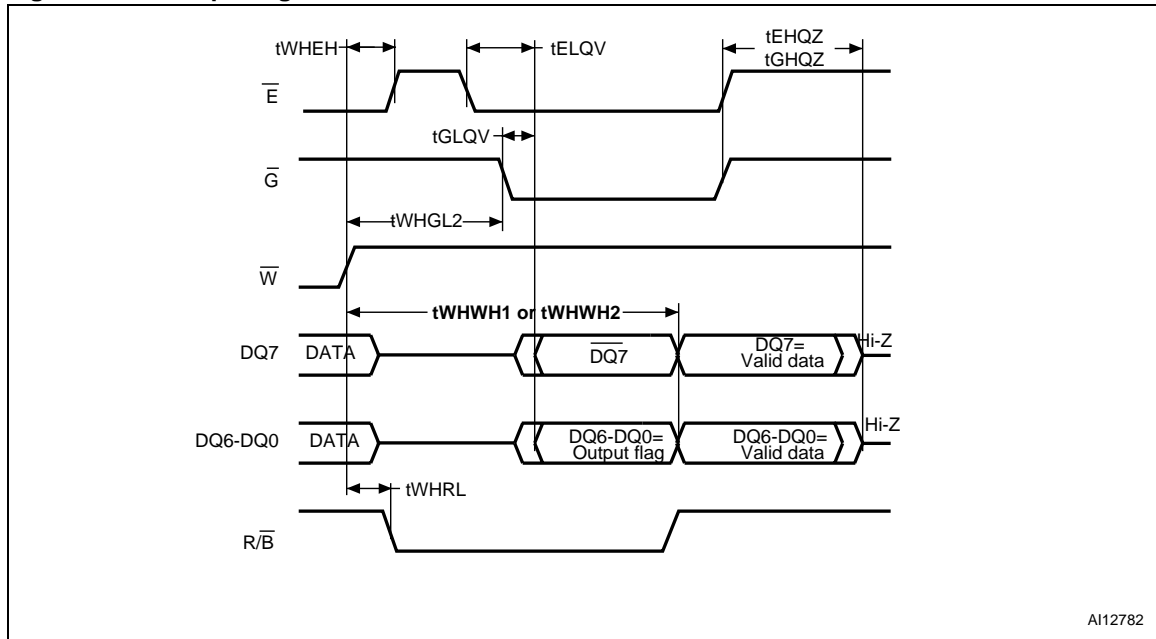 tWHEH
tELQV
tEHQZ
tGHQZ
E̅
tGLQV
G̅
tWHGL2
W̅
tWHWH1 or tWHWH2
DQ7
DATA
D̅Q̅7̅
DQ7=
Valid data
Hi-Z
DQ6-DQ0
DATA
DQ6-DQ0=
Output flag
DQ6-DQ0=
Valid data
Hi-Z
tWHRL
R/B̅
AI12782